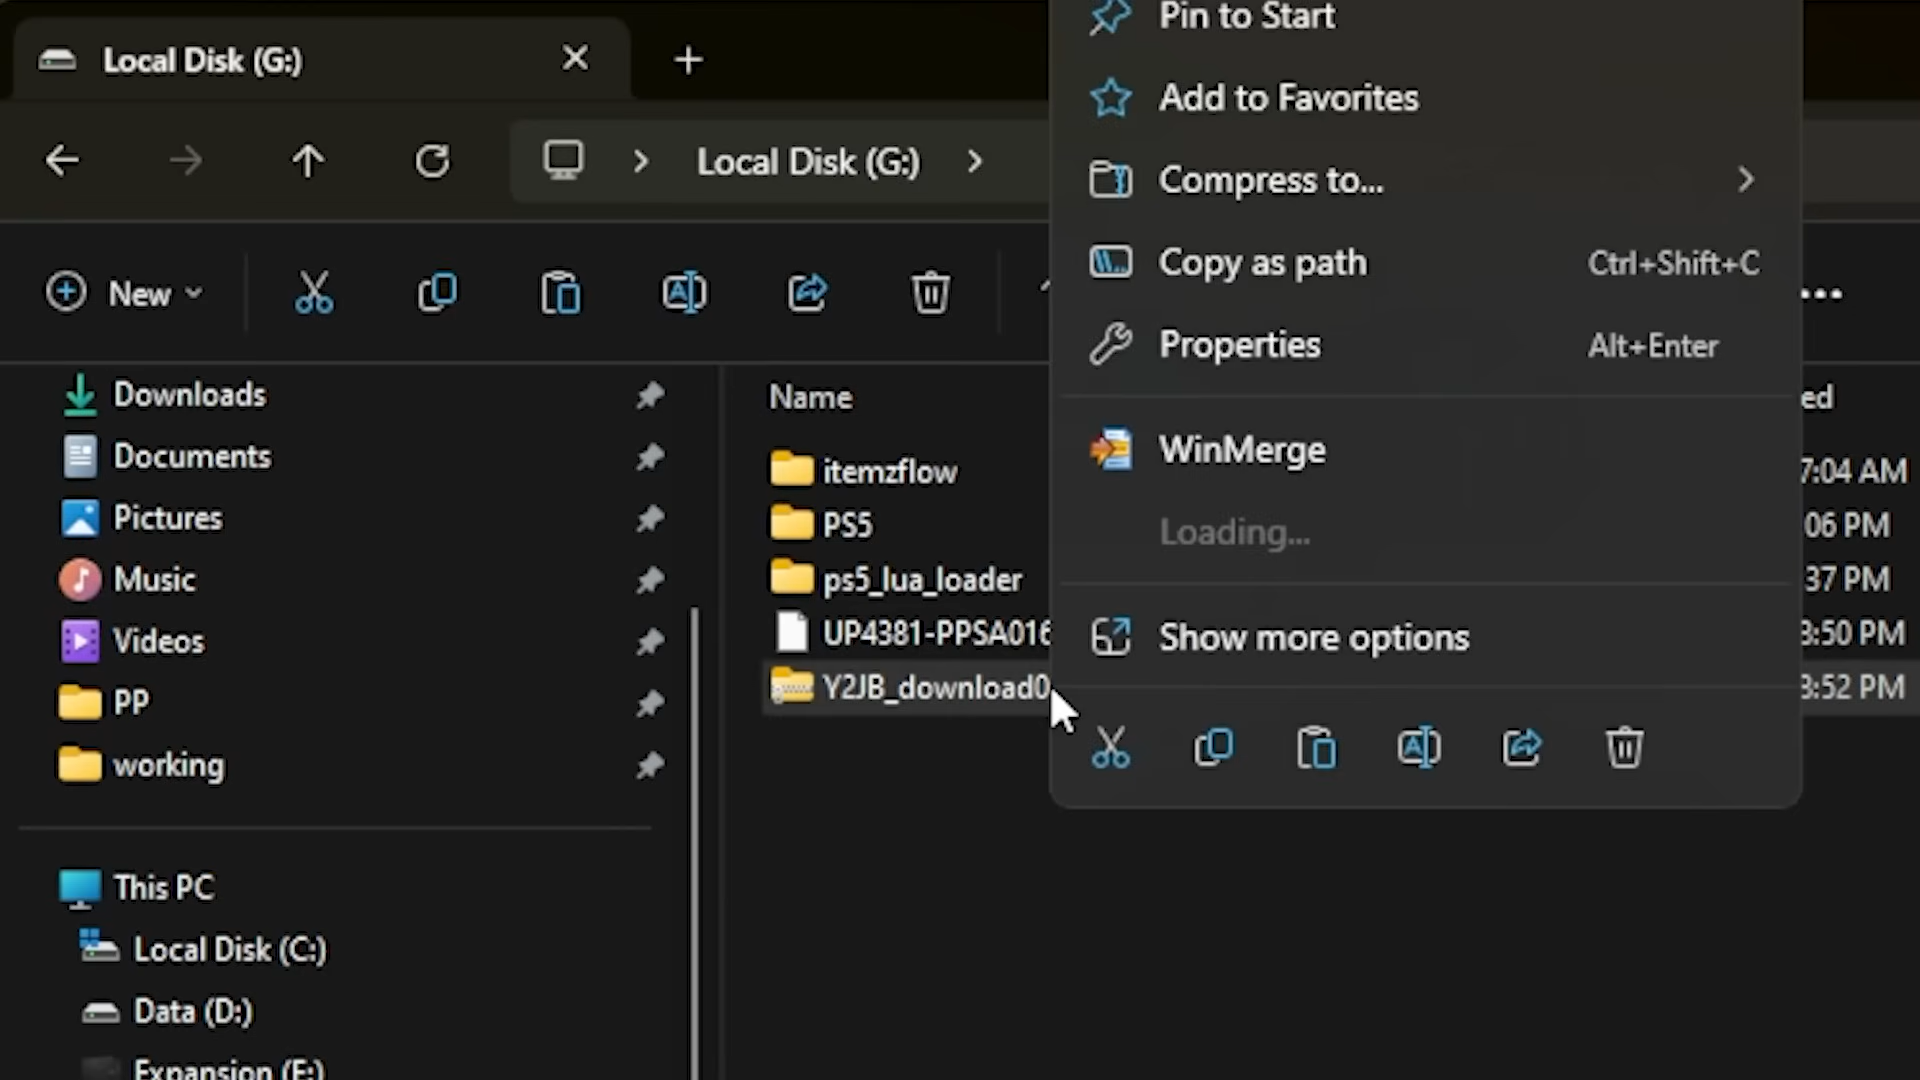 Local Disk (G:)
Local Disk (G:)
New
Downloads
Documents
Pictures
Music
Videos
PP
working
This PC
Local Disk (C:)
Data (D:)
Expansion (E:)
Name
itemzflow
PS5
ps5_lua_loader
UP4381-PPSA016
Y2JB_download0
Pin to Start
Add to Favorites
Compress to...
Copy as path Ctrl+Shift+C
Properties Alt+Enter
WinMerge
Loading...
Show more options
ed
7:04 AM
06 PM
37 PM
3:50 PM
3:52 PM